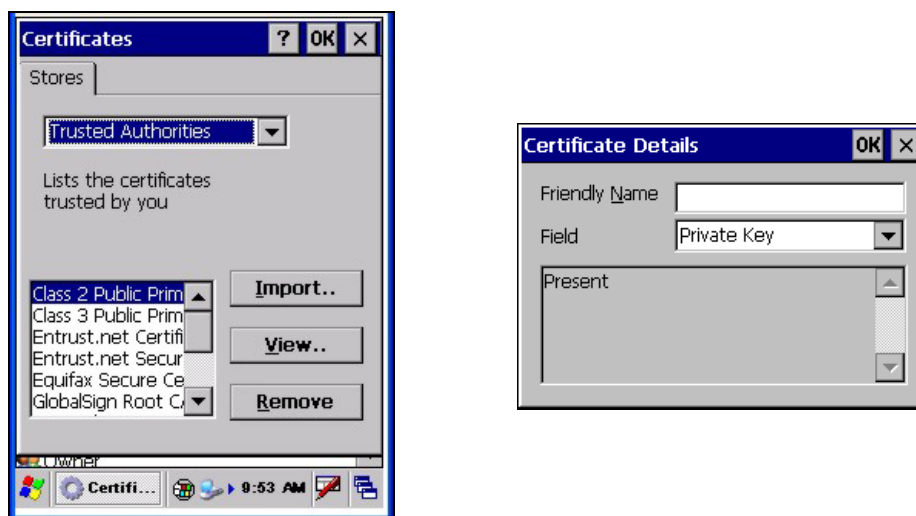 Certificates ? OK ×
Stores
Trusted Authorities
Lists the certificates
trusted by you
Class 2 Public Prim
Class 3 Public Prim
Entrust.net Certifi
Entrust.net Secur
Equifax Secure Ce
GlobalSign Root C
Import..
View..
Remove
Owner
Certifi... 9:53 AM
Certificate Details OK ×
Friendly Name
Field Private Key
Present